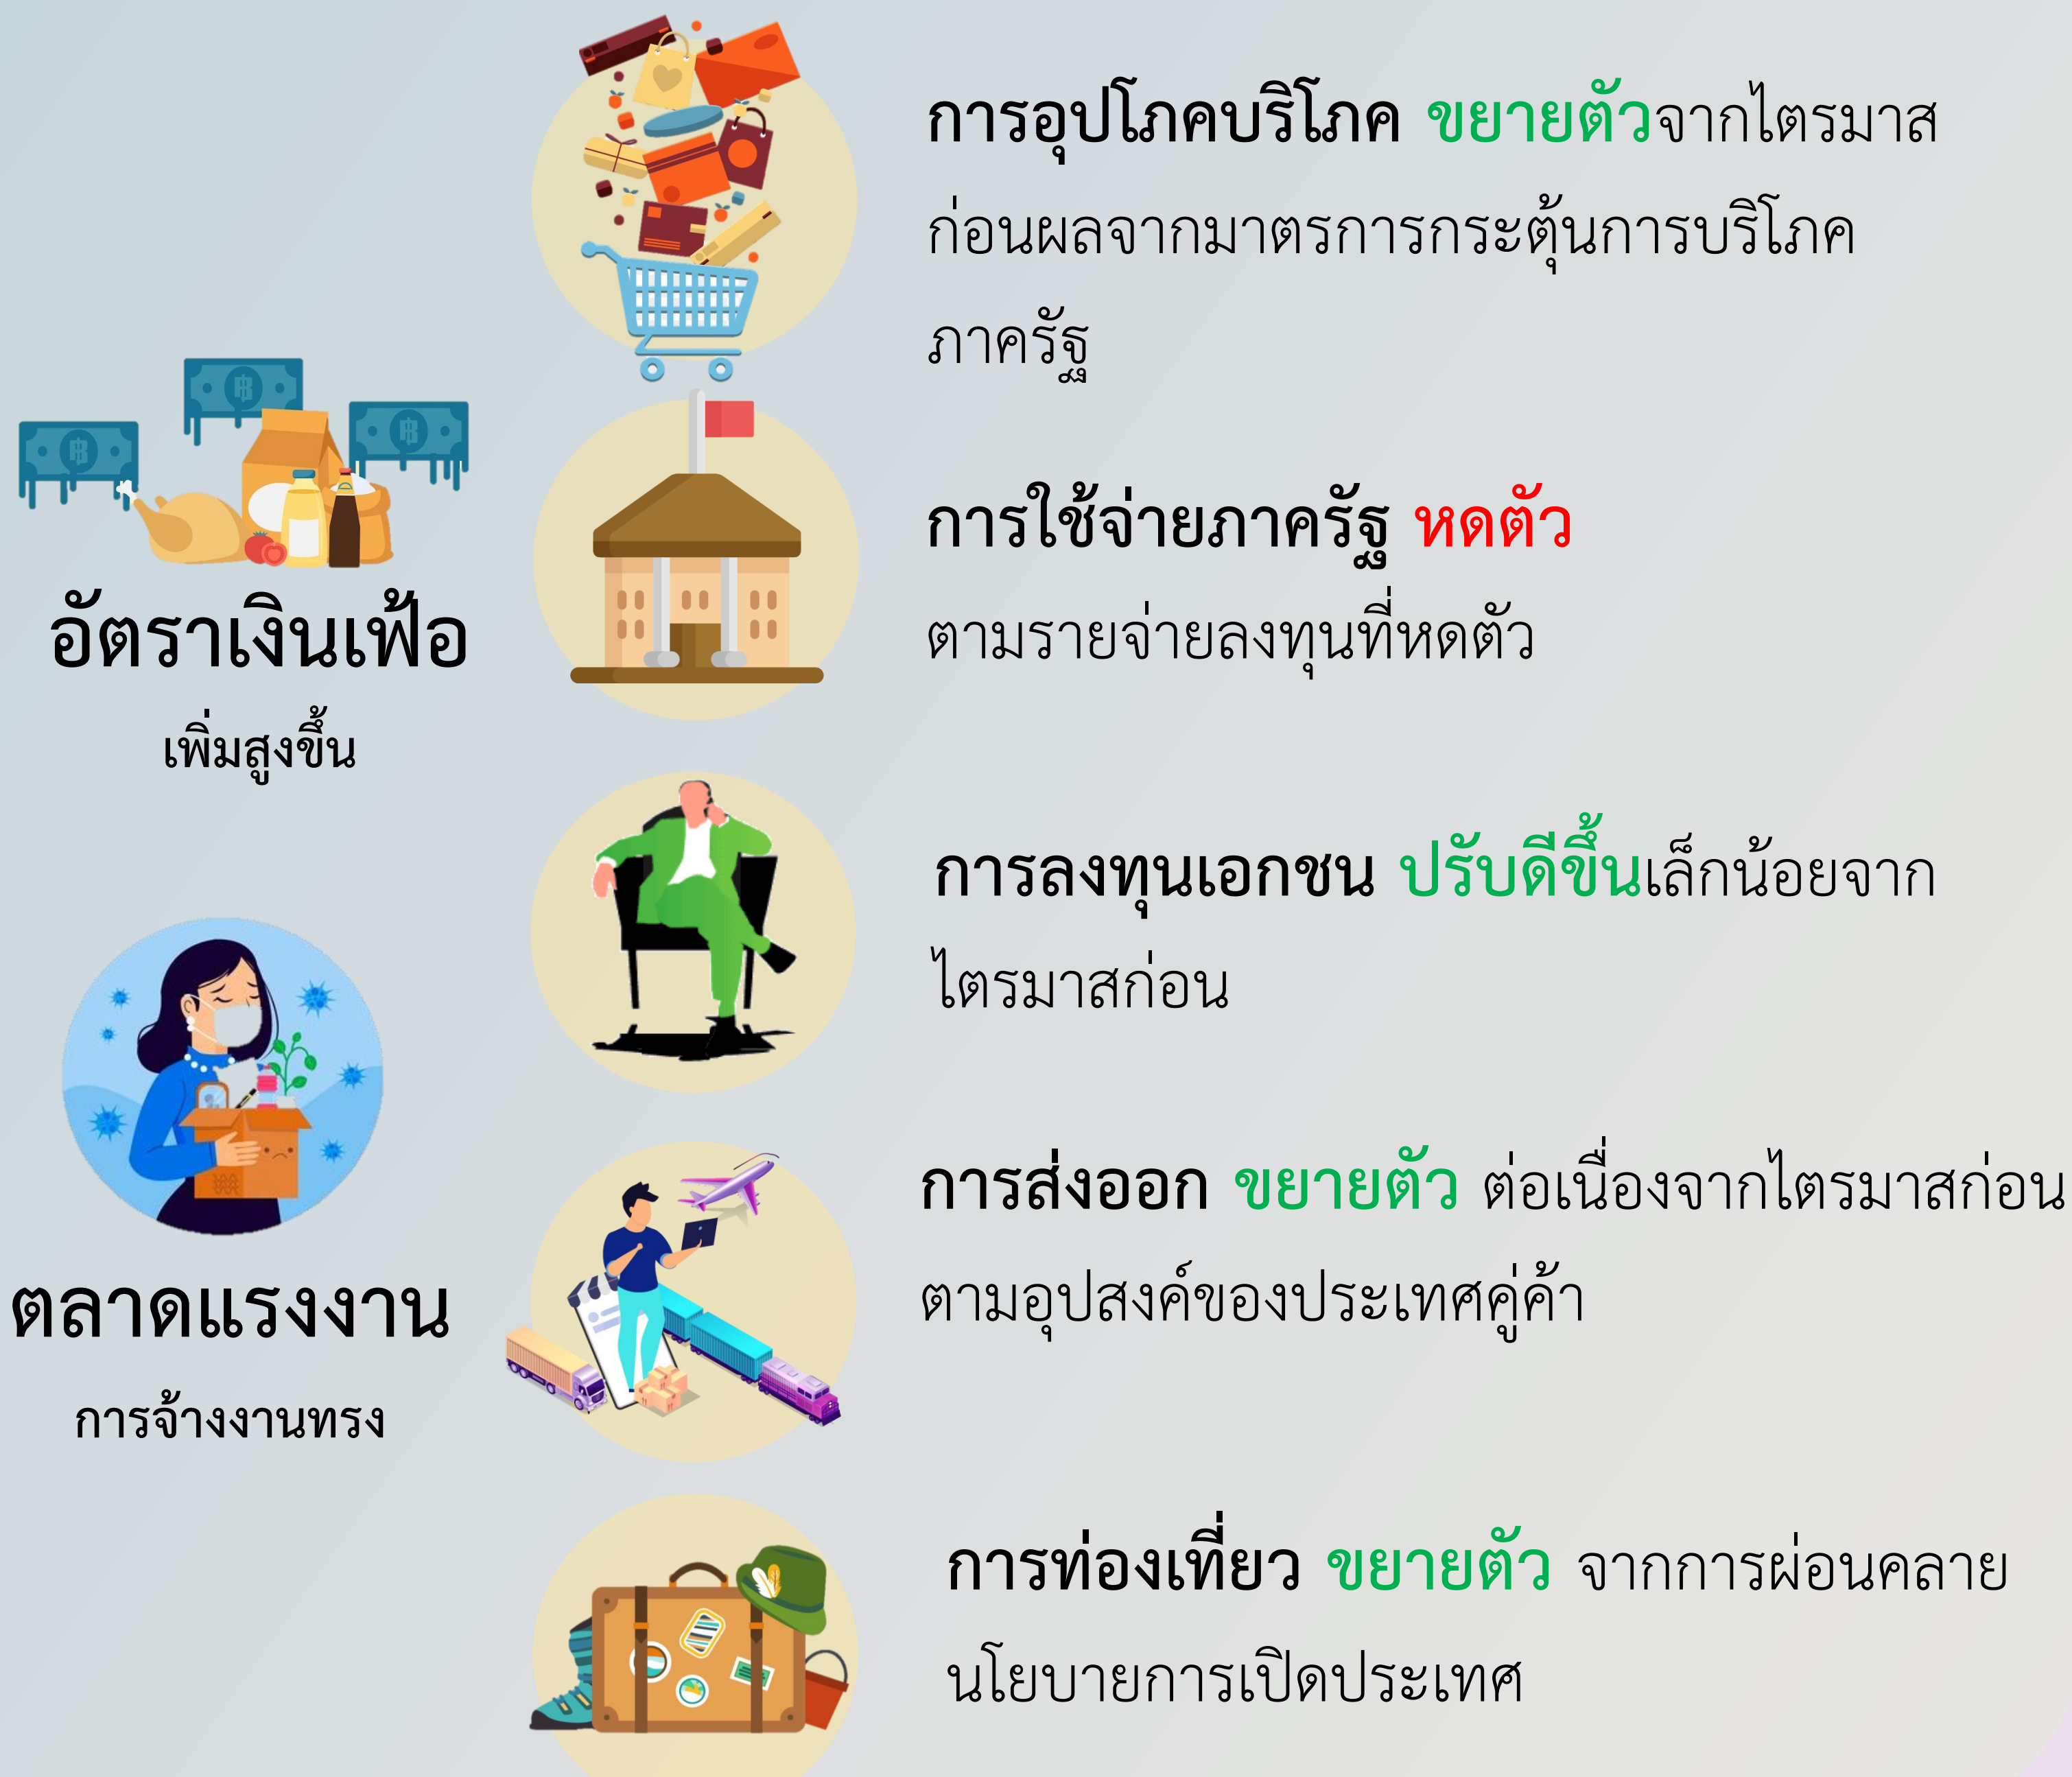 อัตราเงินเฟ้อ
เพิ่มสูงขึ้น
ตลาดแรงงาน
การจ้างงานทรง
การอุปโภคบริโภค ขยายตัวจากไตรมาส
ก่อนผลจากมาตรการกระตุ้นการบริโภค
ภาครัฐ
การใช้จ่ายภาครัฐ หดตัว
ตามรายจ่ายลงทุนที่หดตัว
การลงทุนเอกชน ปรับดีขึ้นเล็กน้อยจาก
ไตรมาสก่อน
การส่งออก ขยายตัว ต่อเนื่องจากไตรมาสก่อน
ตามอุปสงค์ของประเทศคู่ค้า
การท่องเที่ยว ขยายตัว จากการผ่อนคลาย
นโยบายการเปิดประเทศ